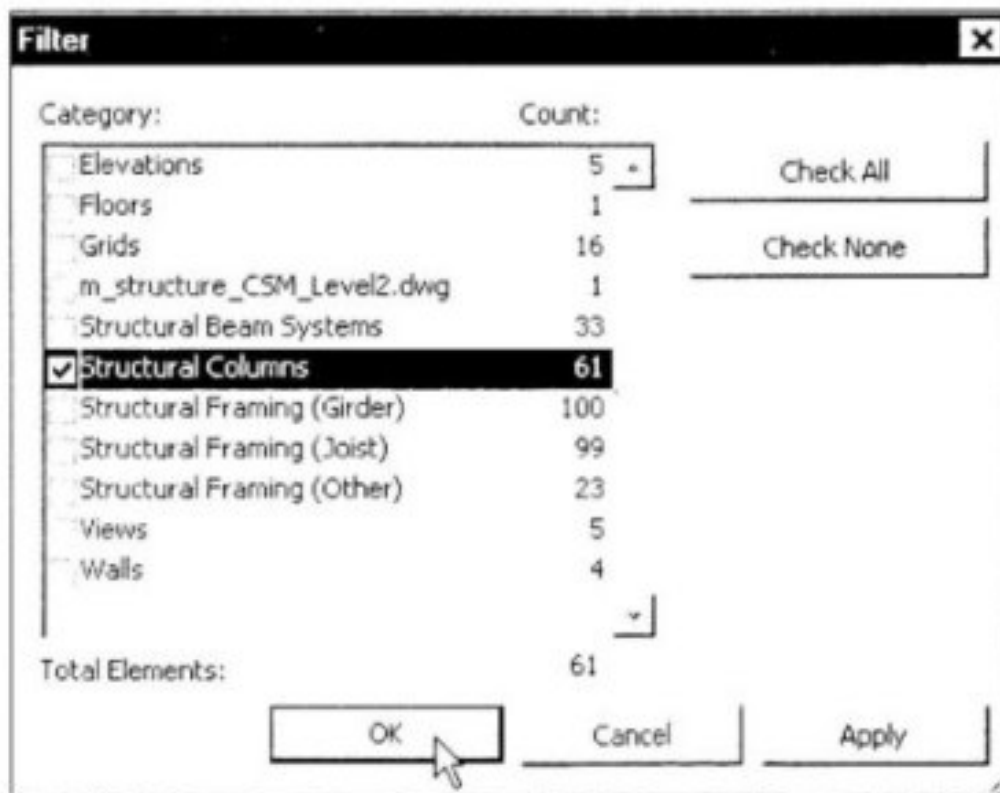 Filter
Category: Count:
Elevations 5
Floors 1
Grids 16
m_structure_CSM_Level2.dwg 1
Structural Beam Systems 33
Structural Columns 61
Structural Framing (Girder) 100
Structural Framing (Joist) 99
Structural Framing (Other) 23
Views 5
Walls 4
Total Elements: 61
Check All
Check None
OK Cancel Apply